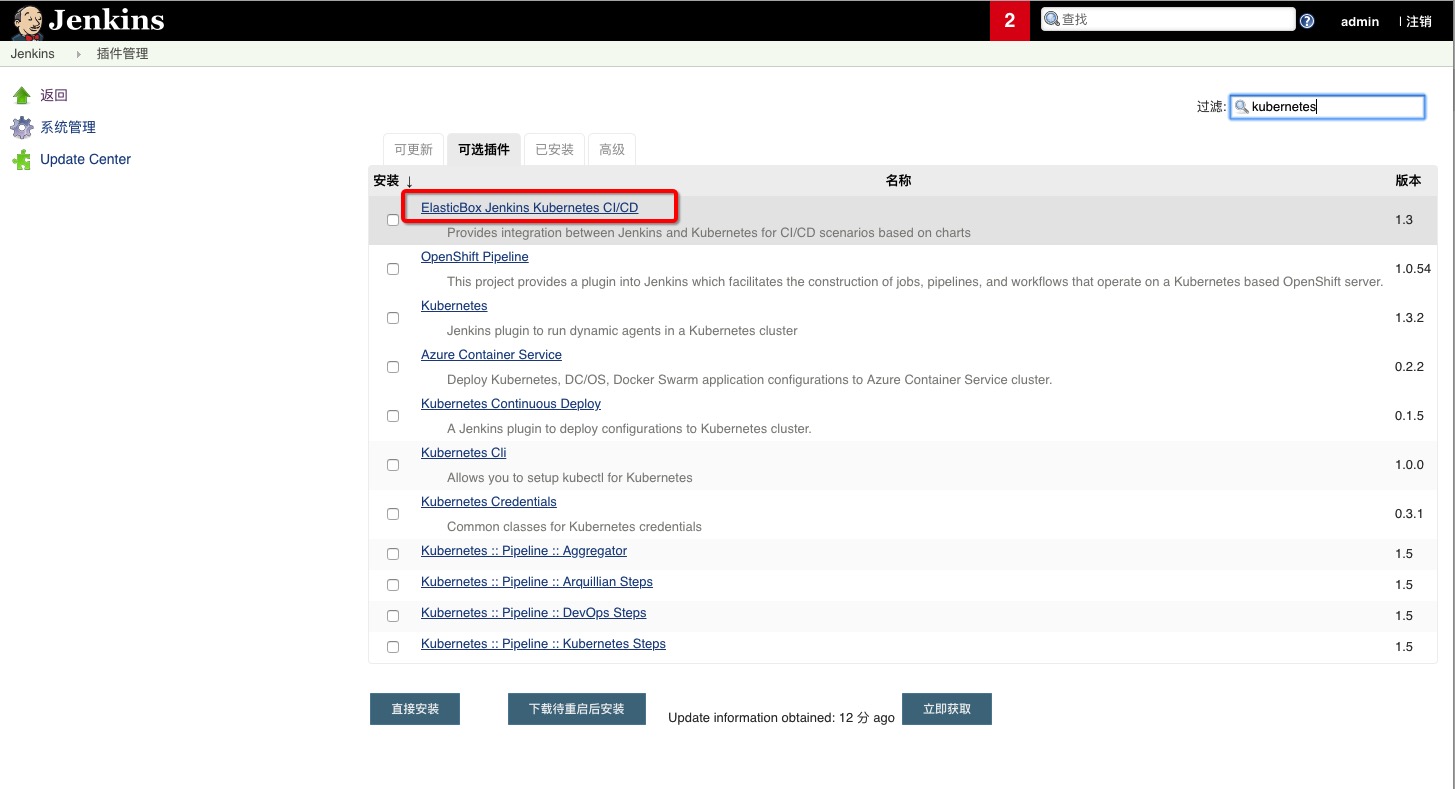 Jenkins
2
查找
admin
| 注销
Jenkins
插件管理
返回
系统管理
Update Center
过滤: kubernetes
可更新
可选插件
已安装
高级
安装 ↓
名称
版本
ElasticBox Jenkins Kubernetes CI/CD
Provides integration between Jenkins and Kubernetes for CI/CD scenarios based on charts
1.3
OpenShift Pipeline
This project provides a plugin into Jenkins which facilitates the construction of jobs, pipelines, and workflows that operate on a Kubernetes based OpenShift server.
1.0.54
Kubernetes
Jenkins plugin to run dynamic agents in a Kubernetes cluster
1.3.2
Azure Container Service
Deploy Kubernetes, DC/OS, Docker Swarm application configurations to Azure Container Service cluster.
0.2.2
Kubernetes Continuous Deploy
A Jenkins plugin to deploy configurations to Kubernetes cluster.
0.1.5
Kubernetes Cli
Allows you to setup kubectl for Kubernetes
1.0.0
Kubernetes Credentials
Common classes for Kubernetes credentials
0.3.1
Kubernetes :: Pipeline :: Aggregator
1.5
Kubernetes :: Pipeline :: Arquillian Steps
1.5
Kubernetes :: Pipeline :: DevOps Steps
1.5
Kubernetes :: Pipeline :: Kubernetes Steps
1.5
直接安装
下载待重启后安装
Update information obtained: 12 分 ago
立即获取